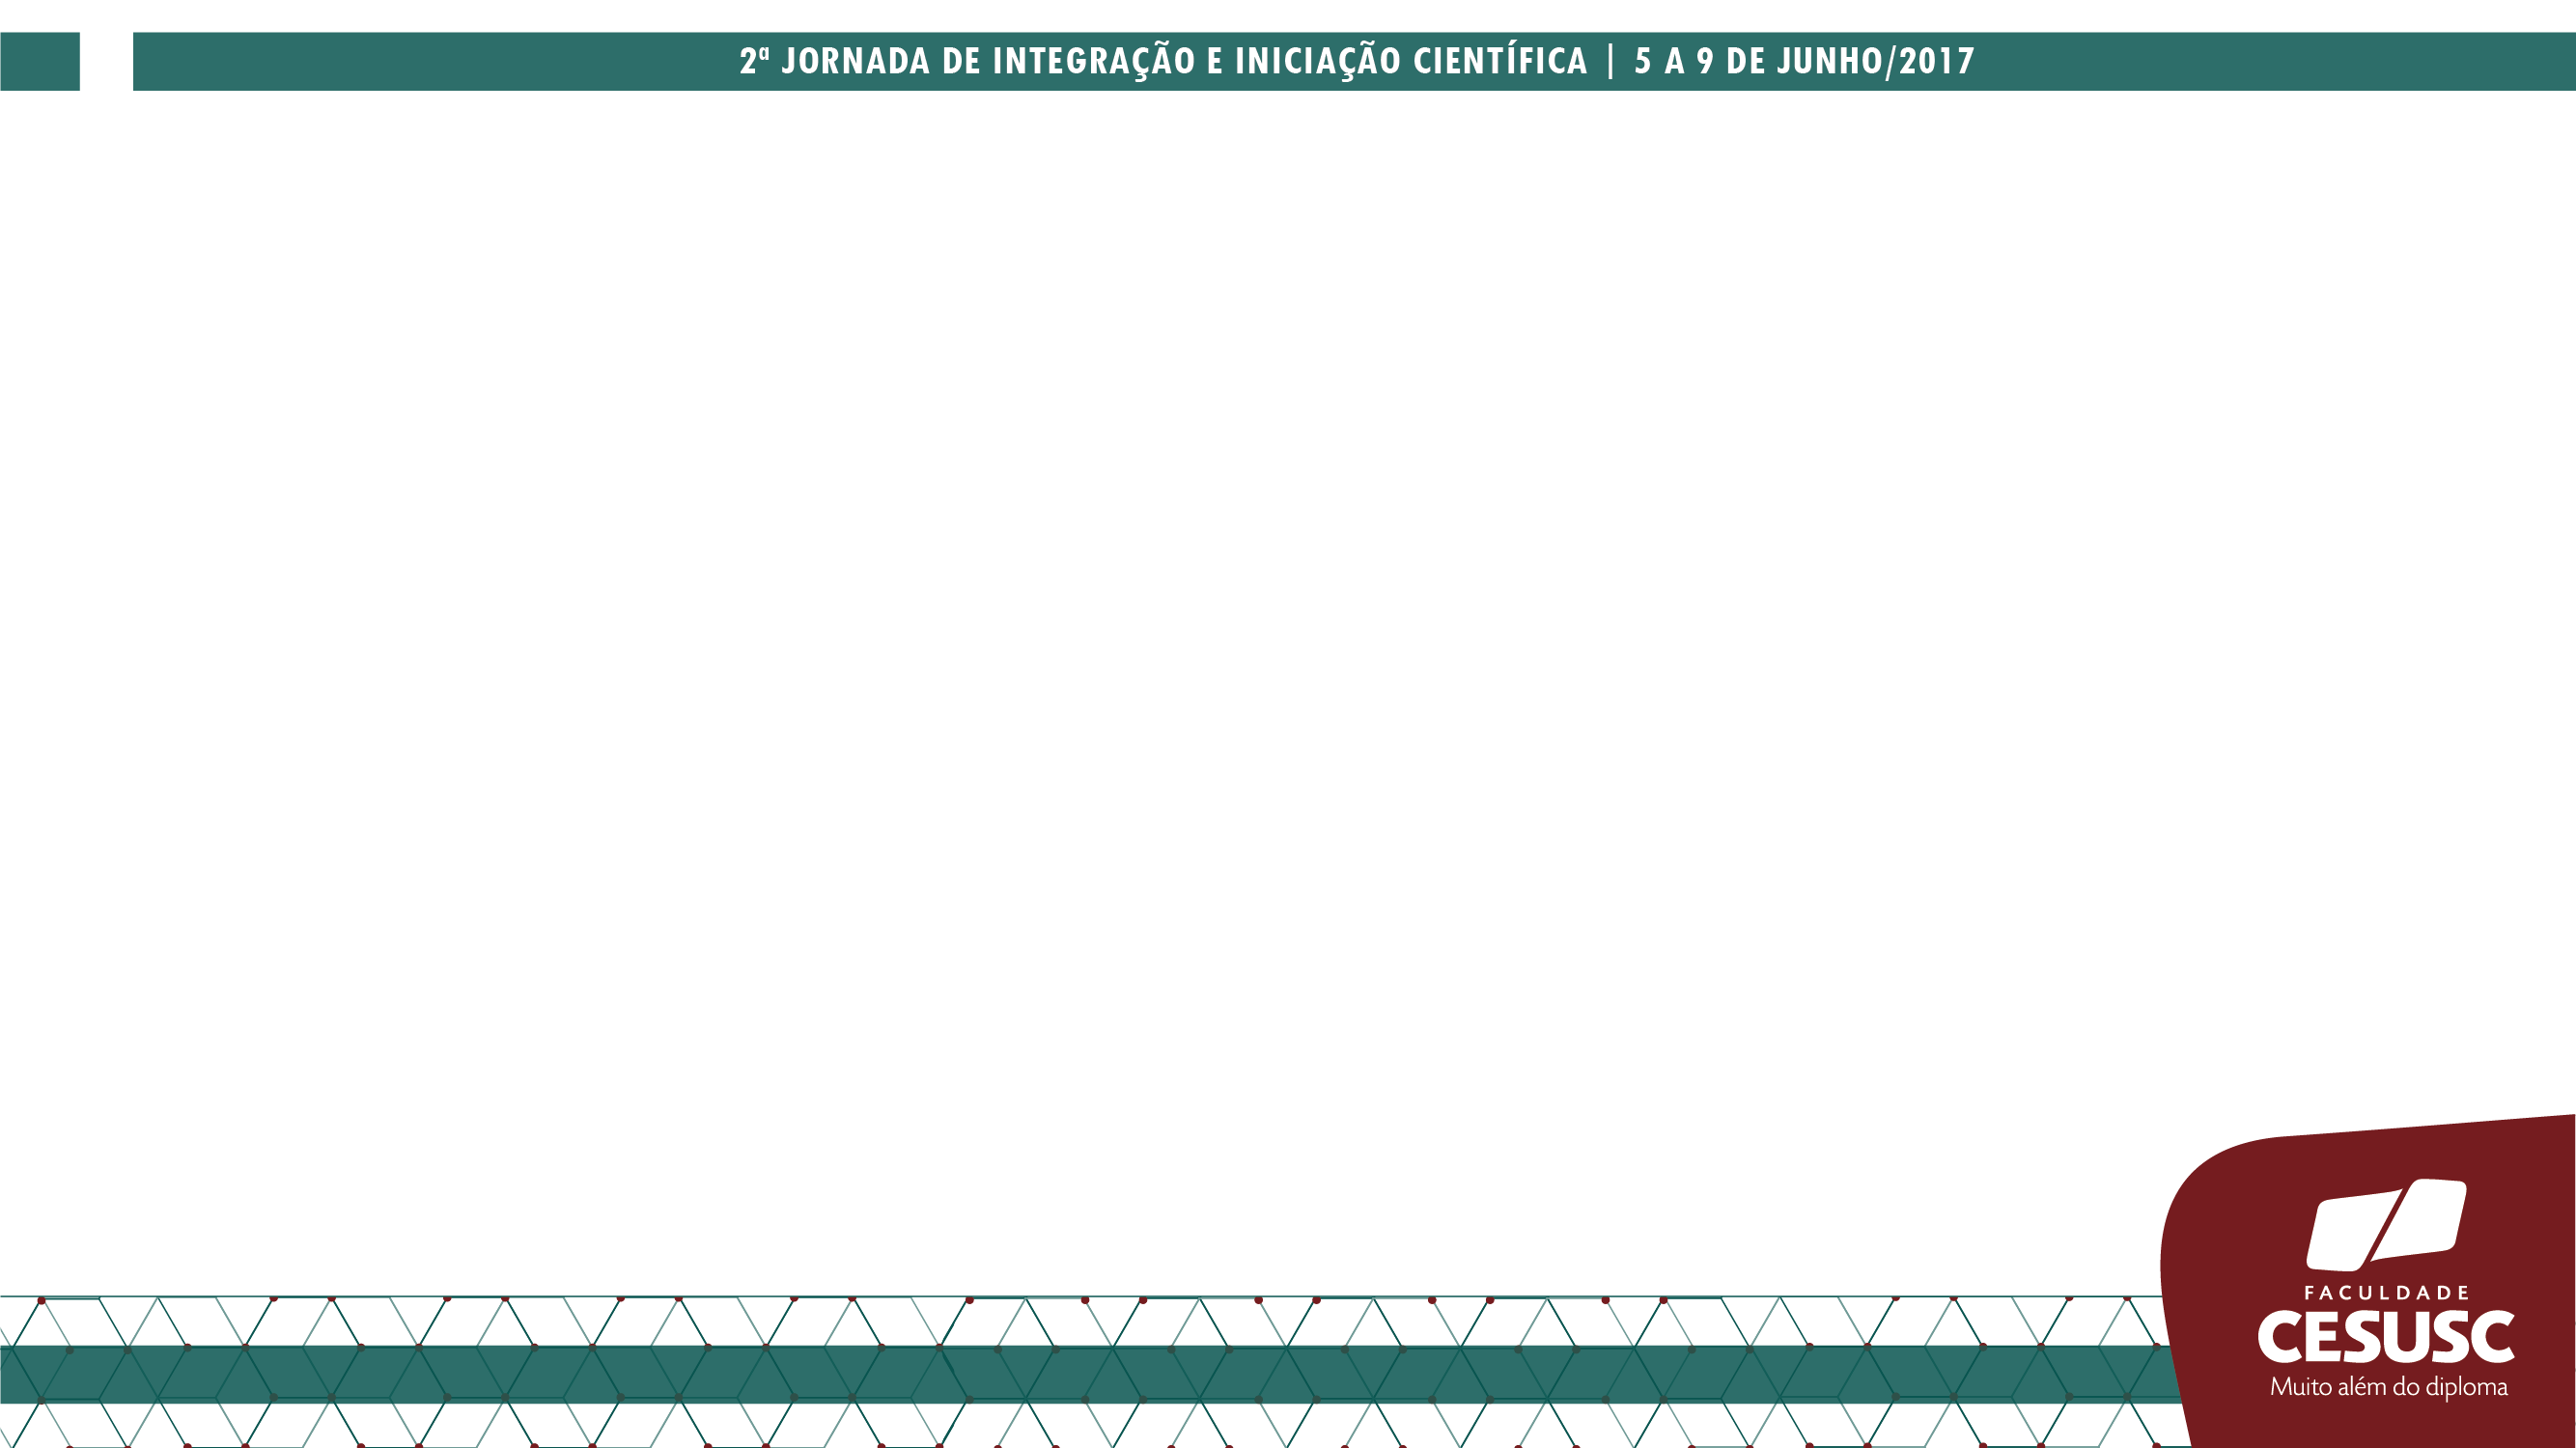 2ª JORNADA DE INTEGRAÇÃO E INICIAÇÃO CIENTÍFICA | 5 A 9 DE JUNHO/2017
FACULDADE
CESUSC
Muito além do diploma